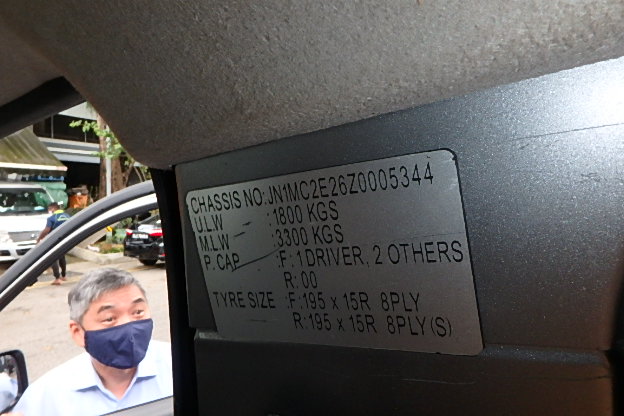 CHASSIS NO:JN1MC2E26Z0005344
U.L.W :1800 KGS
M.L.W :3300 KGS
P. CAP :F: 1 DRIVER, 2 OTHERS
R: 00
TYRE SIZE :F:195 x 15R 8PLY
R:195 x 15R 8PLY(S)